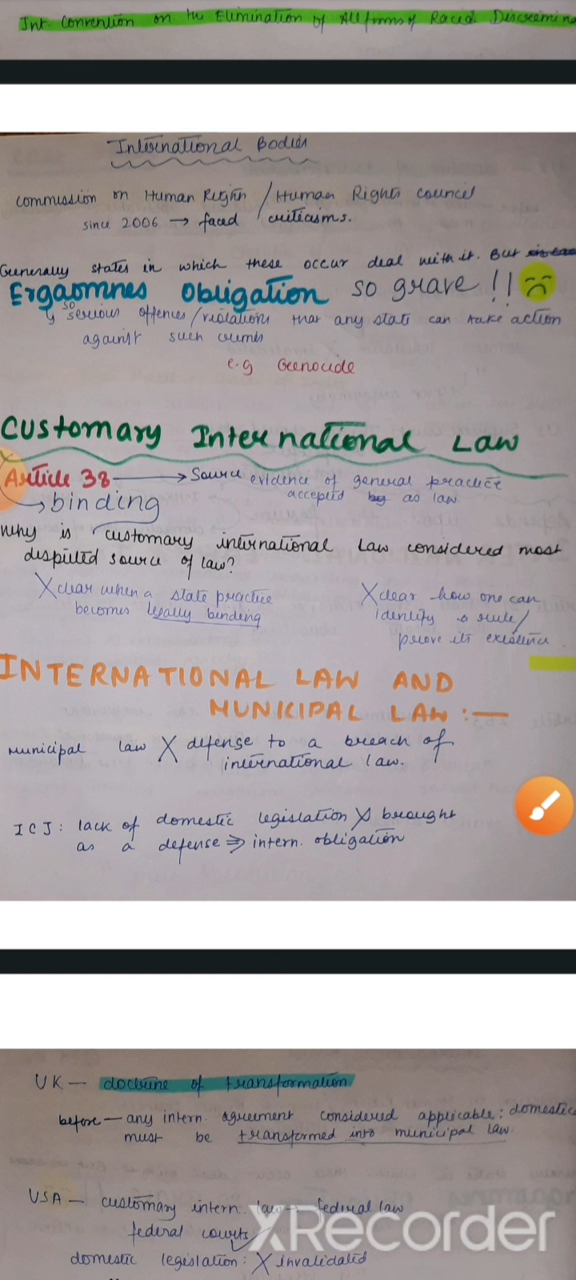 Int. Convention on the Elimination of All forms of Racial Discrimina
International Bodies
Commission on Human Rights / Human Rights Council
since 2006 → faced criticisms.
Generally states in which these occur deal with it. But
Ergaomnes Obligation so grave !!
so serious offences/violations that any state can take action
against such crimes
e.g Genocide
Customary International Law
Article 38 → Source evidence of general practice
accepted as law
→ binding
Why is customary international law considered most
disputed source of law?
X clear when a state practice
becomes legally binding
X clear how one can
identify a rule/
prove its existence
INTERNATIONAL LAW AND
MUNICIPAL LAW :—
Municipal law X defense to a breach of
international law.
ICJ: lack of domestic legislation X brought
as a defense ⇒ intern. obligation
UK — doctrine of transformation
before — any intern. agreement considered applicable: domestic
must be transformed into municipal law.
USA — customary intern. law — federal law
federal courts
domestic legislation: X invalidated
XRecorder